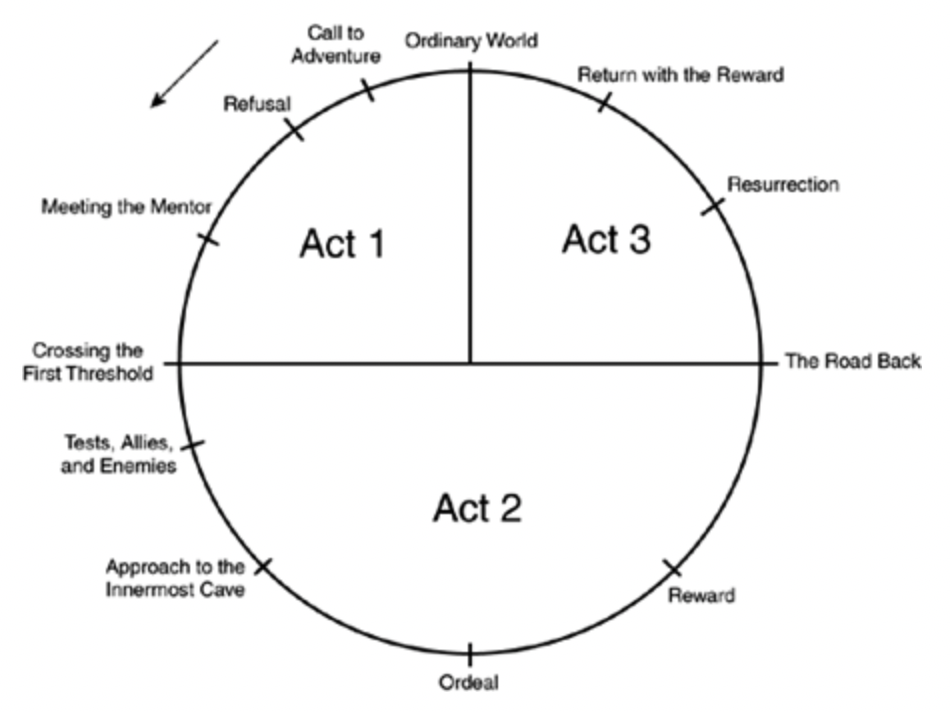 Call to
Adventure
Ordinary World
Return with the Reward
Refusal
Resurrection
Meeting the Mentor
Act 1
Act 3
Crossing the
First Threshold
The Road Back
Tests, Allies,
and Enemies
Act 2
Approach to the
Innermost Cave
Reward
Ordeal